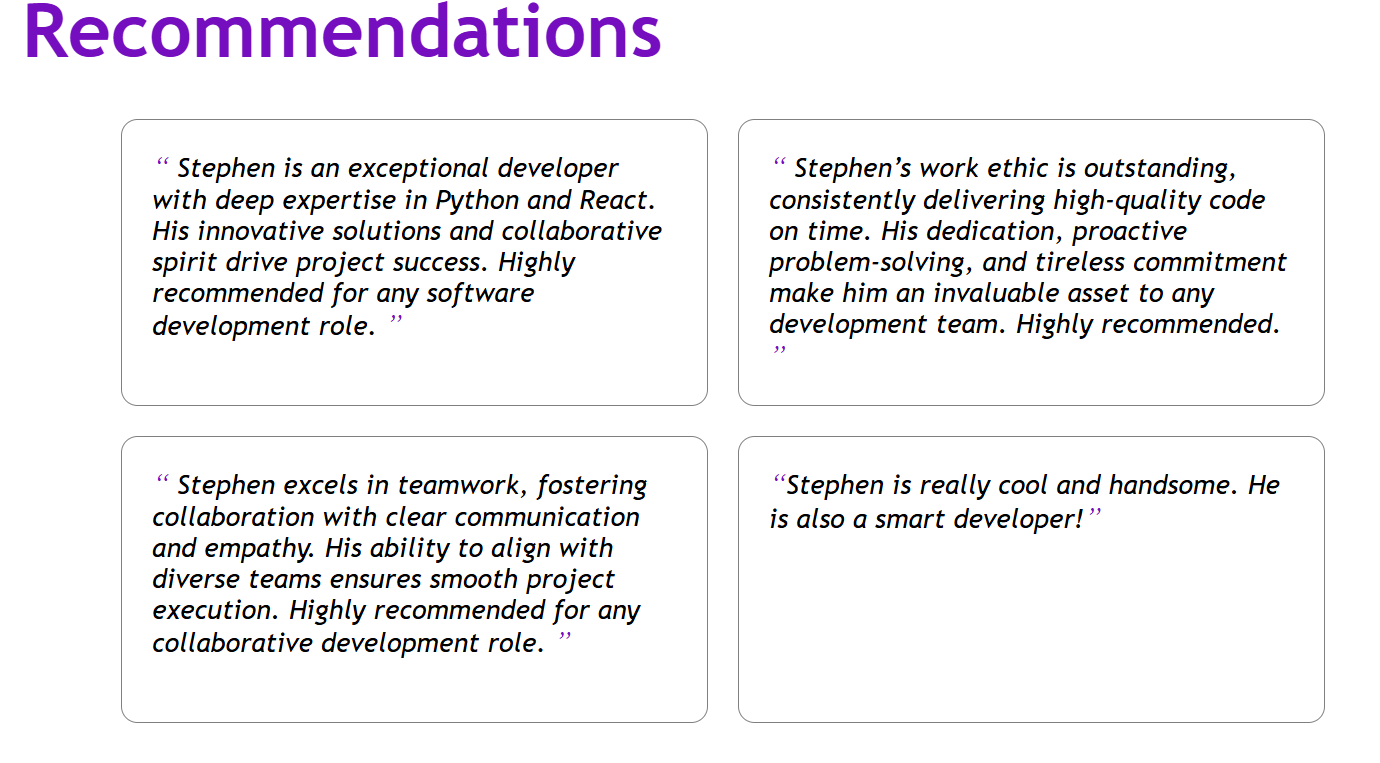 Recommendations
“ Stephen is an exceptional developer
with deep expertise in Python and React.
His innovative solutions and collaborative
spirit drive project success. Highly
recommended for any software
development role. ”
“ Stephen’s work ethic is outstanding,
consistently delivering high-quality code
on time. His dedication, proactive
problem-solving, and tireless commitment
make him an invaluable asset to any
development team. Highly recommended.
”
“ Stephen excels in teamwork, fostering
collaboration with clear communication
and empathy. His ability to align with
diverse teams ensures smooth project
execution. Highly recommended for any
collaborative development role. ”
“Stephen is really cool and handsome. He
is also a smart developer!”